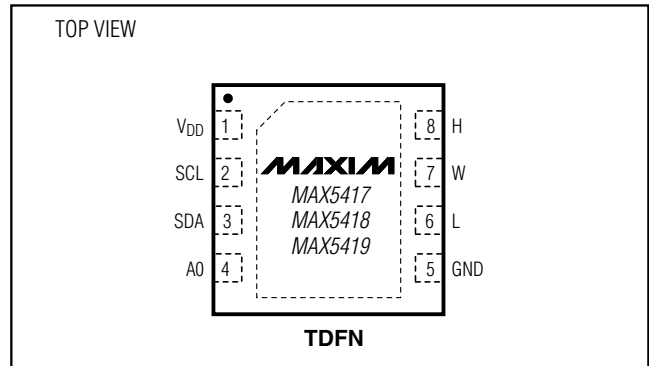 TOP VIEW
VDD 1 8 H
SCL 2 MAXIM 7 W
MAX5417
SDA 3 MAX5418 6 L
MAX5419
A0 4 5 GND
TDFN